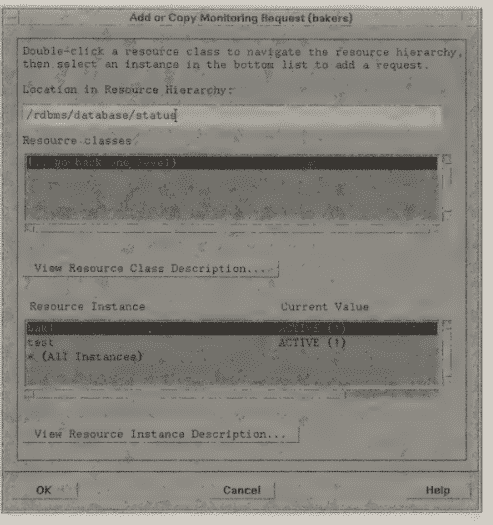 Add or Copy Monitoring Request (bakers)
Double-click a resource class to navigate the resource hierarchy,
then select an instance in the bottom list to add a request.
Location in Resource Hierarchy:
/rdbms/database/status
Resource classes
(.. go back one level)
View Resource Class Description...
Resource Instance Current Value
ACTIVE (1)
test ACTIVE (1)
* (All Instances)
View Resource Instance Description...
OK Cancel Help